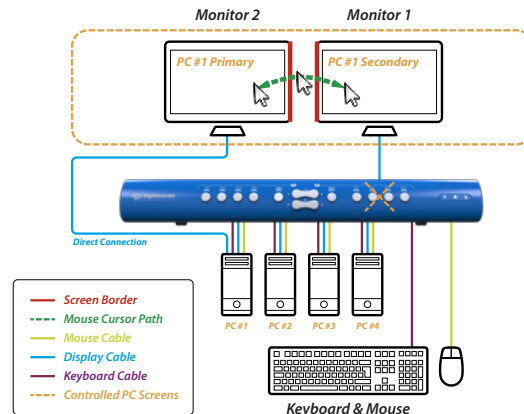 Monitor 2 Monitor 1
PC #1 Primary PC #1 Secondary
Direct Connection
PC #1 PC #2 PC #3 PC #4
Screen Border
Mouse Cursor Path
Mouse Cable
Display Cable
Keyboard Cable
Controlled PC Screens
Keyboard & Mouse